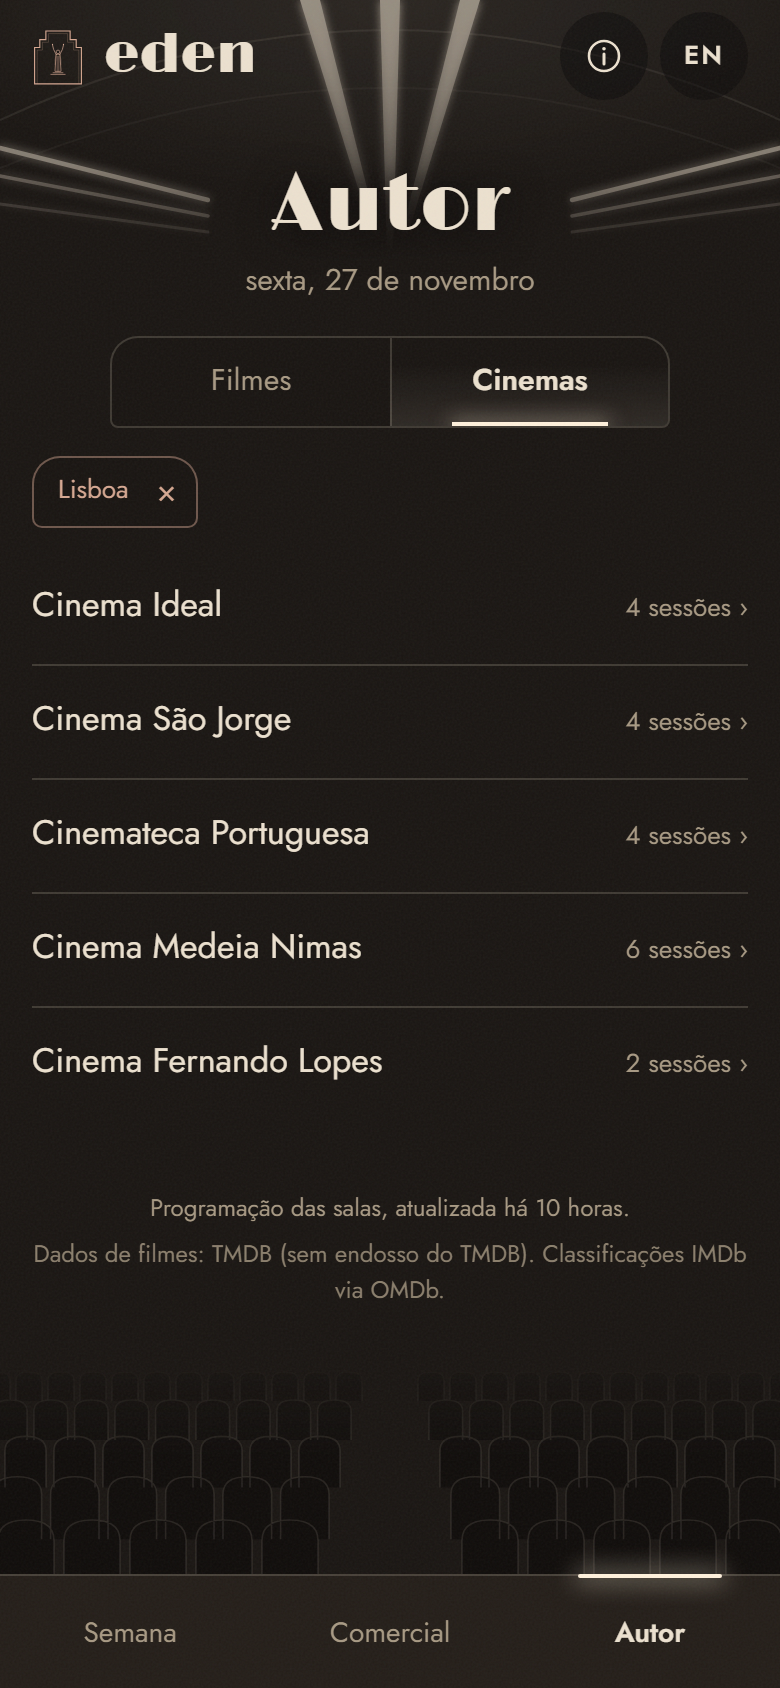 eden
EN
Autor
sexta, 27 de novembro
Filmes
Cinemas
Lisboa ✕
Cinema Ideal
4 sessões ›
Cinema São Jorge
4 sessões ›
Cinemateca Portuguesa
4 sessões ›
Cinema Medeia Nimas
6 sessões ›
Cinema Fernando Lopes
2 sessões ›
Programação das salas, atualizada há 10 horas.
Dados de filmes: TMDB (sem endosso do TMDB). Classificações IMDb
via OMDb.
Semana
Comercial
Autor